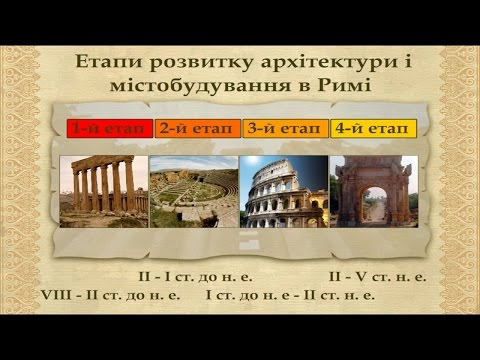 Етапи розвитку архітектури і
містобудування в Римі
1-й етап 2-й етап 3-й етап 4-й етап
II - I ст. до н. е. II - V ст. н. е.
VIII - II ст. до н. е. I ст. до н. е - II ст. н. е.